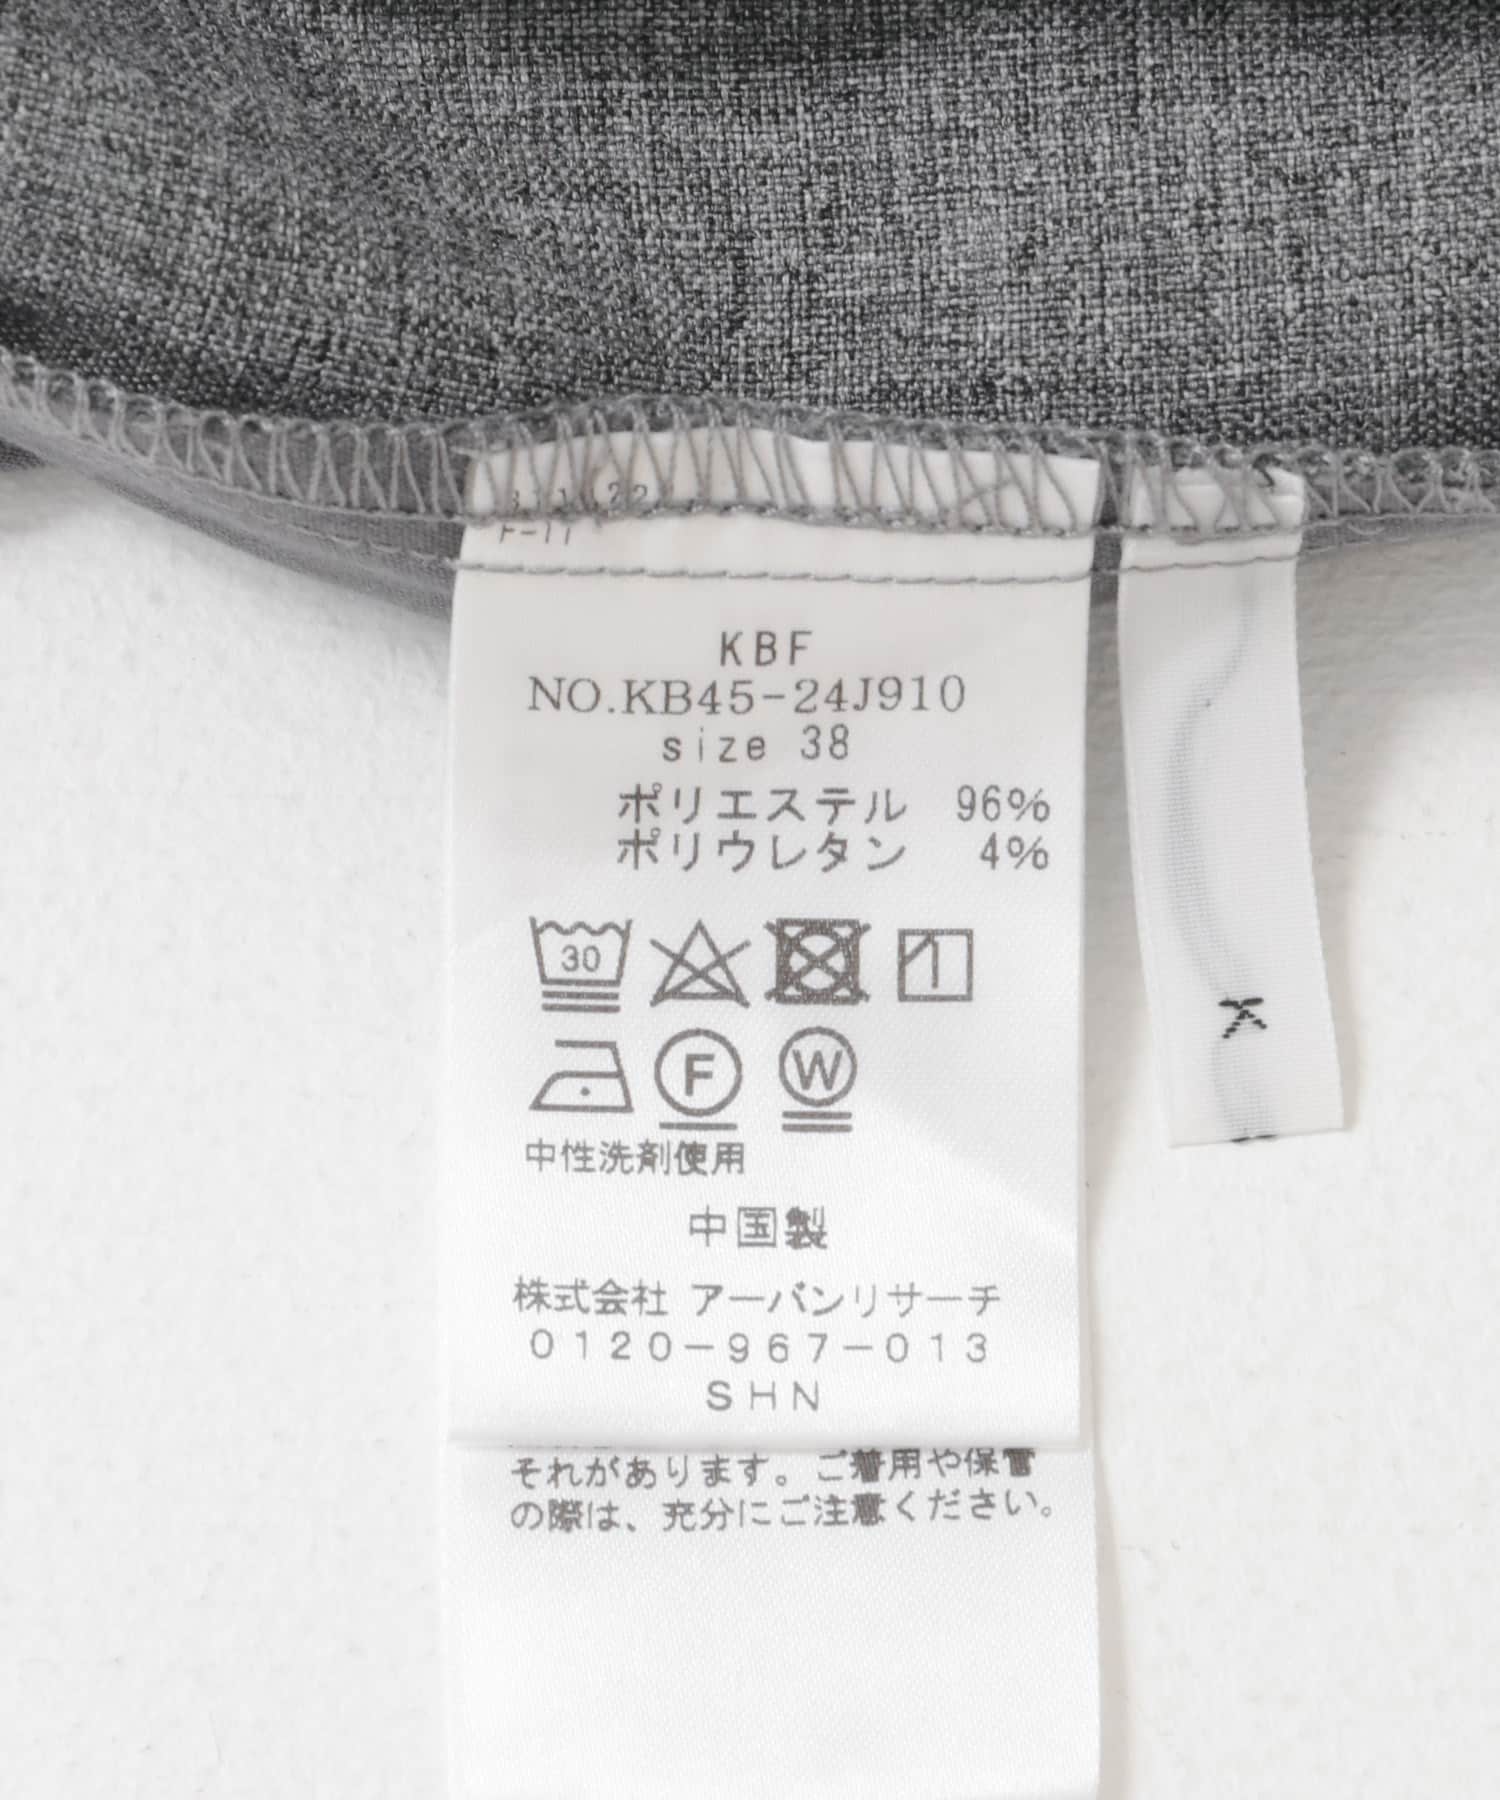 F-11
KBF
NO.KB45-24J910
size 38
ポリエステル 96%
ポリウレタン 4%
30
F W
中性洗剤使用
中国製
株式会社 アーバンリサーチ
0120-967-013
SHN
それがあります。ご着用や保管
の際は、充分にご注意ください。